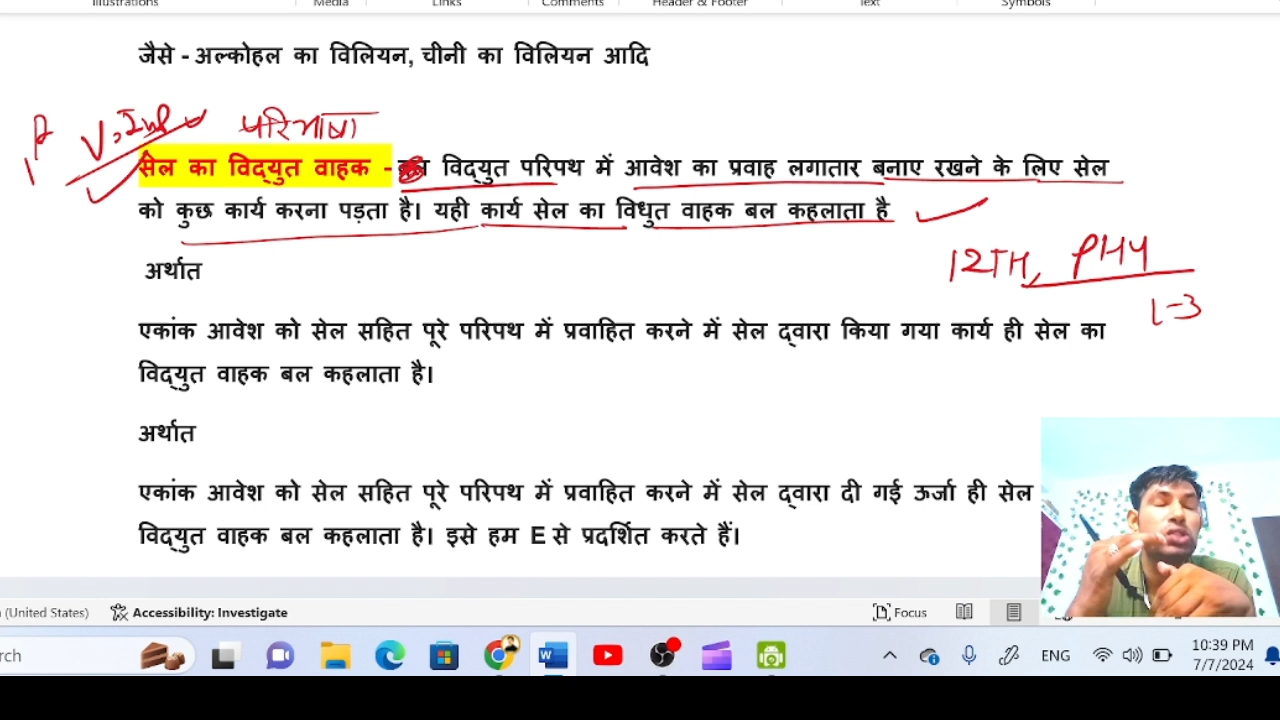 Illustrations Media Links Comments Header & Footer Text Symbols
जैसे - अल्कोहल का विलियन, चीनी का विलियन आदि
V.Imp परिभाषा
सेल का विद्युत वाहक - विद्युत परिपथ में आवेश का प्रवाह लगातार बनाए रखने के लिए सेल
को कुछ कार्य करना पड़ता है। यही कार्य सेल का विधुत वाहक बल कहलाता है
12TH, PHY
1-3
अर्थात
एकांक आवेश को सेल सहित पूरे परिपथ में प्रवाहित करने में सेल द्वारा किया गया कार्य ही सेल का
विद्युत वाहक बल कहलाता है।
अर्थात
एकांक आवेश को सेल सहित पूरे परिपथ में प्रवाहित करने में सेल द्वारा दी गई ऊर्जा ही सेल
विद्युत वाहक बल कहलाता है। इसे हम E से प्रदर्शित करते हैं।
(United States) Accessibility: Investigate Focus
rch ENG 10:39 PM
7/7/2024